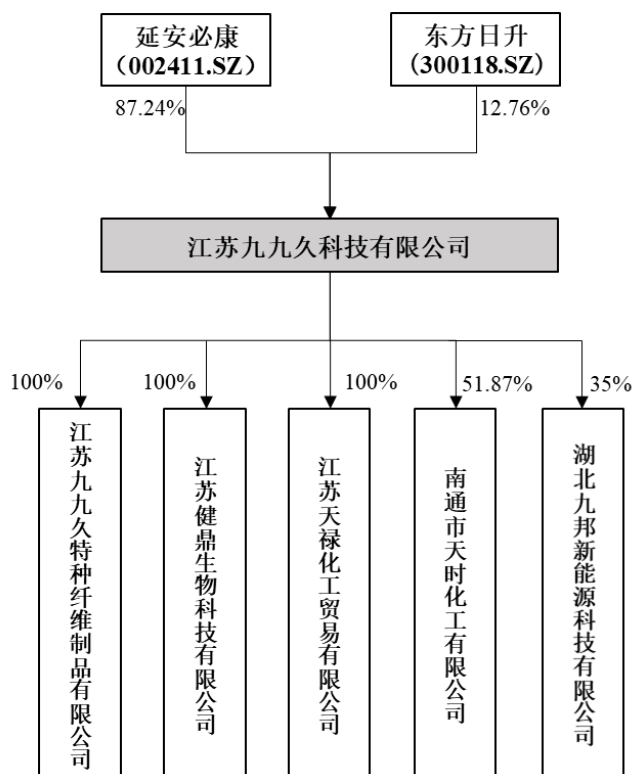 延安必康
（002411.SZ）
东方日升
(300118.SZ)
87.24%
12.76%
江苏九九久科技有限公司
100%
100%
100%
51.87%
35%
江苏九九久特种纤维制品有限公司
江苏健鼎生物科技有限公司
江苏天禄化工贸易有限公司
南通市天时化工有限公司
湖北九邦新能源科技有限公司